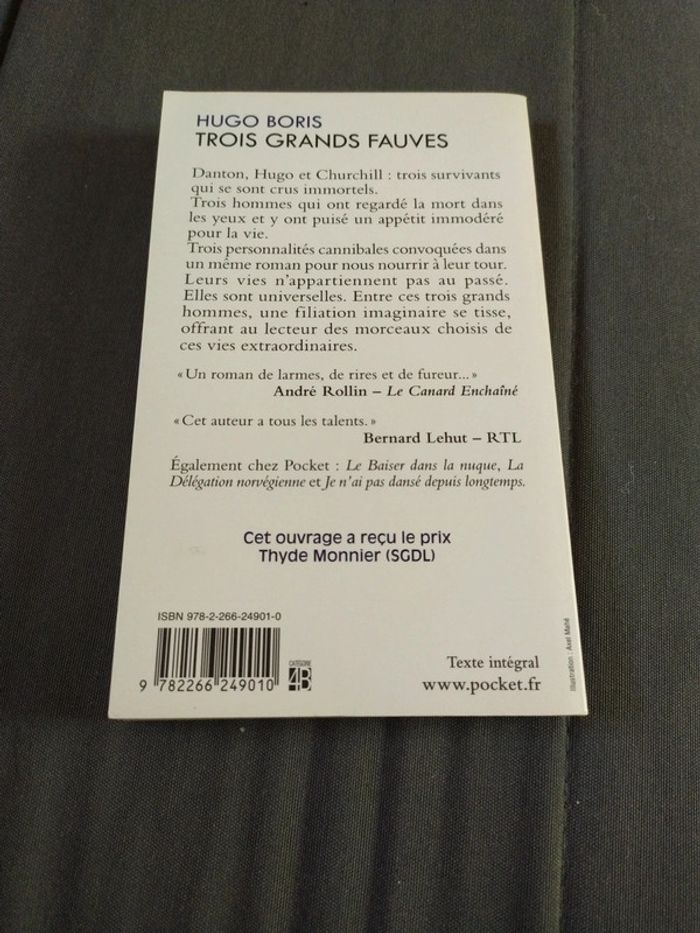 HUGO BORIS
TROIS GRANDS FAUVES
Danton, Hugo et Churchill : trois survivants
qui se sont crus immortels.
Trois hommes qui ont regardé la mort dans
les yeux et y ont puisé un appétit immodéré
pour la vie.
Trois personnalités cannibales convoquées dans
un même roman pour nous nourrir à leur tour.
Leurs vies n'appartiennent pas au passé.
Elles sont universelles. Entre ces trois grands
hommes, une filiation imaginaire se tisse,
offrant au lecteur des morceaux choisis de
ces vies extraordinaires.
« Un roman de larmes, de rires et de fureur... »
André Rollin – Le Canard Enchaîné
« Cet auteur a tous les talents. »
Bernard Lehut – RTL
Également chez Pocket : Le Baiser dans la nuque, La
Délégation norvégienne et Je n'ai pas dansé depuis longtemps.
Cet ouvrage a reçu le prix
Thyde Monnier (SGDL)
ISBN 978-2-266-24901-0
9 782266 249010
CATÉGORIE
4B
Texte intégral
www.pocket.fr
Illustration : Axel Mahé